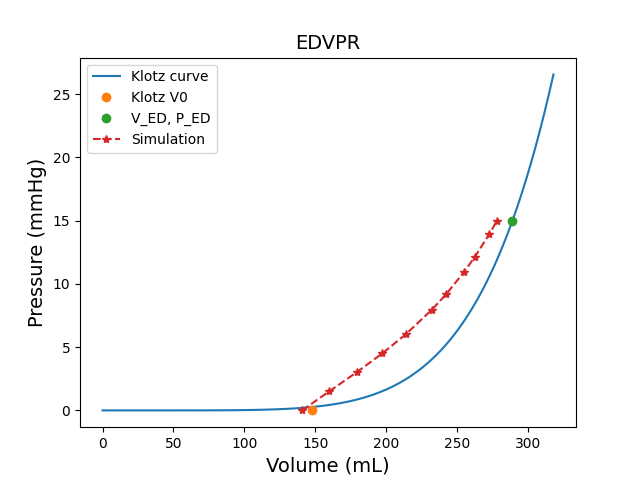 EDVPR
Klotz curve
Klotz V0
V_ED, P_ED
Simulation
Pressure (mmHg)
25
20
15
10
5
0
0 50 100 150 200 250 300
Volume (mL)